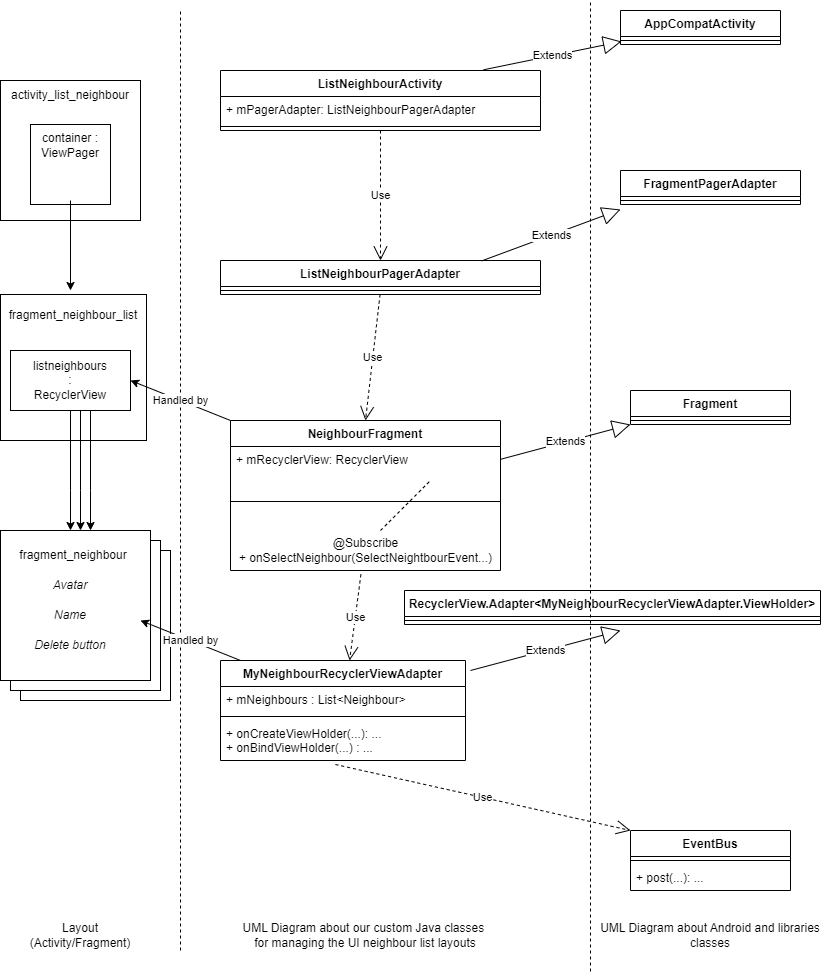 AppCompatActivity
Extends
ListNeighbourActivity
+ mPagerAdapter: ListNeighbourPagerAdapter
activity_list_neighbour
container :
ViewPager
Use
FragmentPagerAdapter
Extends
ListNeighbourPagerAdapter
fragment_neighbour_list
listneighbours
:
RecyclerView
Use
Handled by
Fragment
NeighbourFragment
Extends
+ mRecyclerView: RecyclerView
@Subscribe
+ onSelectNeighbour(SelectNeightbourEvent...)
fragment_neighbour
Avatar
Name
Delete button
Use
RecyclerView.Adapter<MyNeighbourRecyclerViewAdapter.ViewHolder>
Handled by
Extends
MyNeighbourRecyclerViewAdapter
+ mNeighbours : List<Neighbour>
+ onCreateViewHolder(...): ...
+ onBindViewHolder(...) : ...
Use
EventBus
+ post(...): ...
Layout
(Activity/Fragment)
UML Diagram about our custom Java classes
for managing the UI neighbour list layouts
UML Diagram about Android and libraries
classes